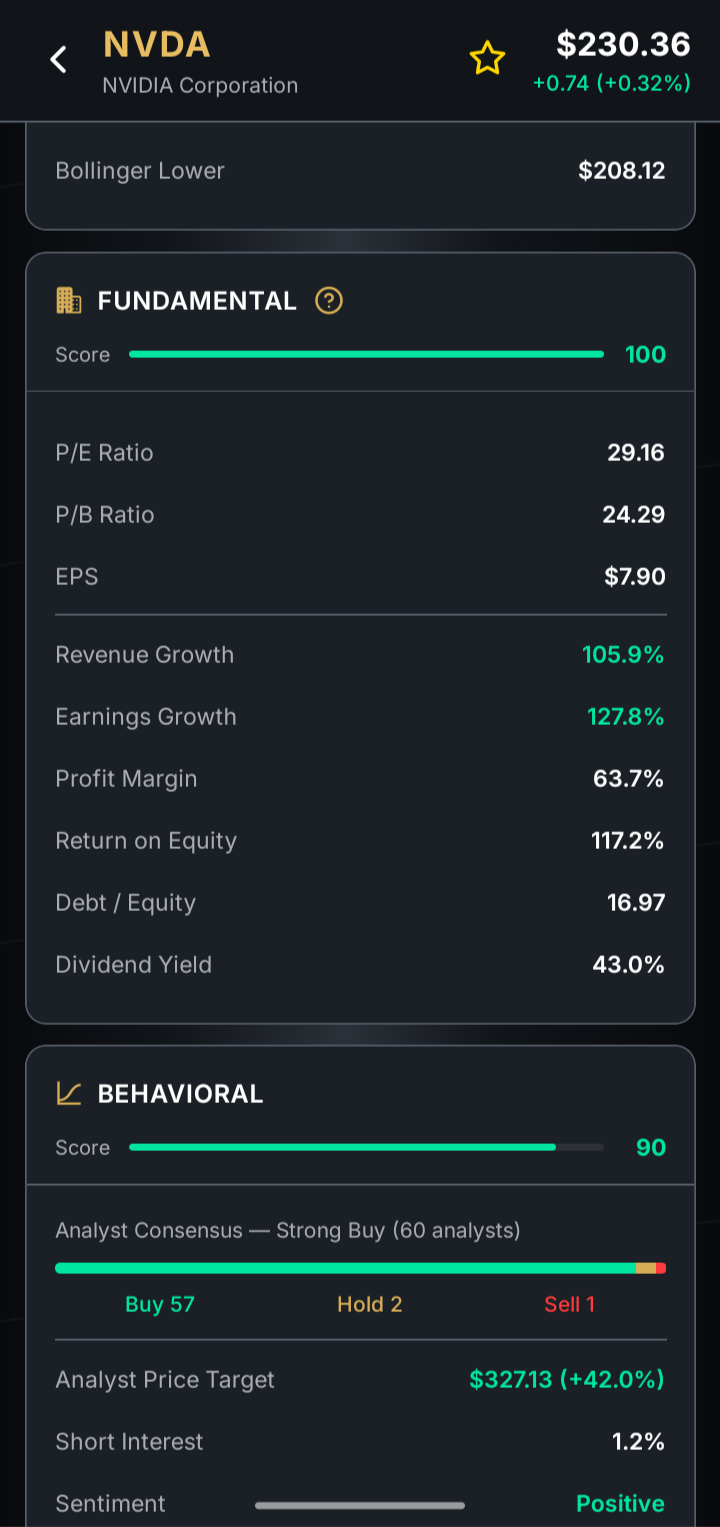 NVDA
NVIDIA Corporation
$230.36
+0.74 (+0.32%)
Bollinger Lower $208.12
FUNDAMENTAL ?
Score 100
P/E Ratio 29.16
P/B Ratio 24.29
EPS $7.90
Revenue Growth 105.9%
Earnings Growth 127.8%
Profit Margin 63.7%
Return on Equity 117.2%
Debt / Equity 16.97
Dividend Yield 43.0%
BEHAVIORAL
Score 90
Analyst Consensus — Strong Buy (60 analysts)
Buy 57 Hold 2 Sell 1
Analyst Price Target $327.13 (+42.0%)
Short Interest 1.2%
Sentiment Positive